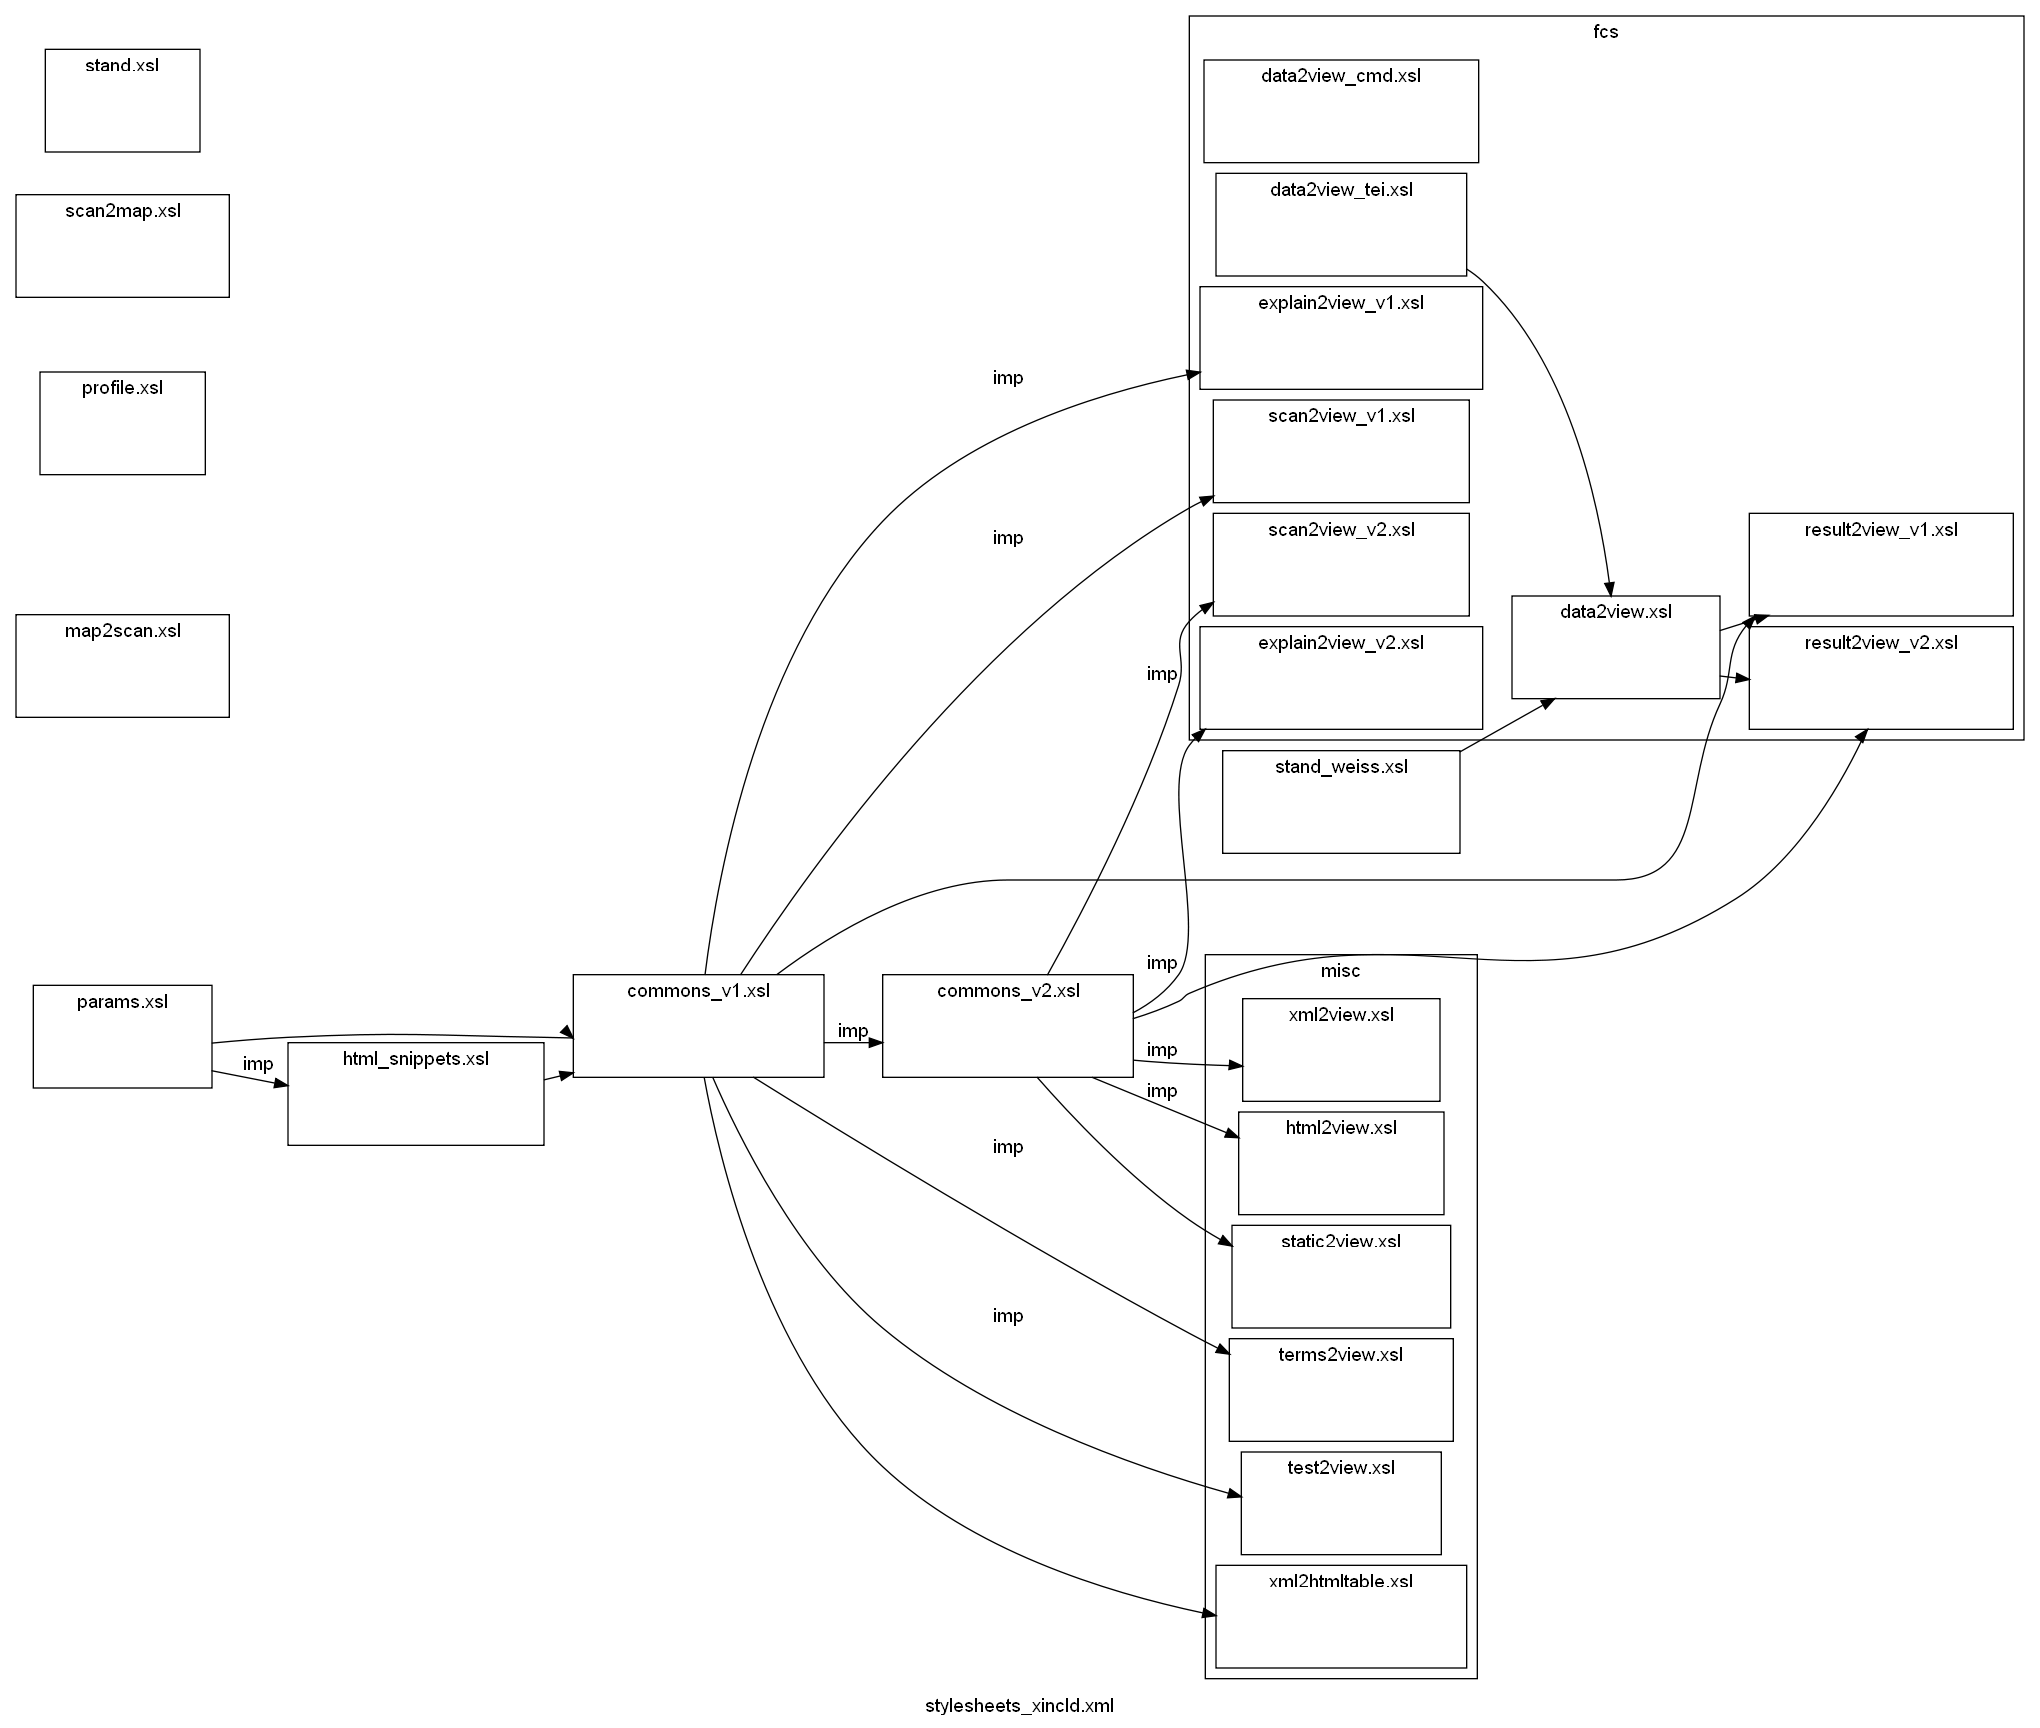 fcs
stand.xsl
data2view_cmd.xsl
data2view_tei.xsl
scan2map.xsl
explain2view_v1.xsl
imp
profile.xsl
scan2view_v1.xsl
imp
scan2view_v2.xsl
result2view_v1.xsl
data2view.xsl
map2scan.xsl
explain2view_v2.xsl
result2view_v2.xsl
imp
stand_weiss.xsl
imp
misc
commons_v1.xsl
commons_v2.xsl
params.xsl
xml2view.xsl
imp
imp
html_snippets.xsl
imp
imp
html2view.xsl
imp
static2view.xsl
imp
terms2view.xsl
test2view.xsl
xml2htmltable.xsl
stylesheets_xincld.xml